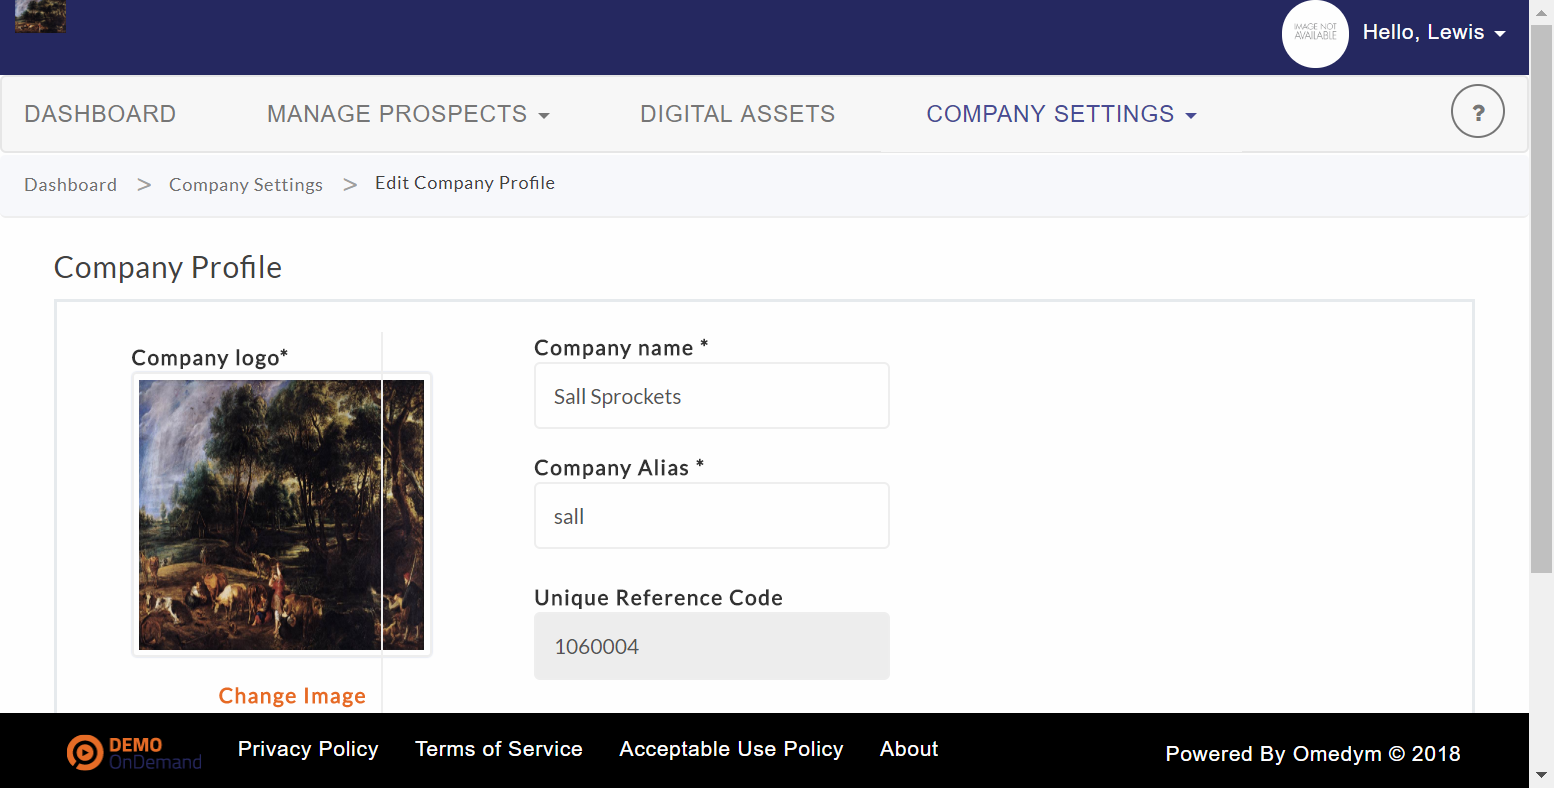 IMAGE NOT
AVAILABLE
Hello, Lewis
DASHBOARD
MANAGE PROSPECTS
DIGITAL ASSETS
COMPANY SETTINGS
?
Dashboard > Company Settings > Edit Company Profile
Company Profile
Company logo*
Change Image
Company name *
Sall Sprockets
Company Alias *
sall
Unique Reference Code
1060004
DEMO
OnDemand
Privacy Policy
Terms of Service
Acceptable Use Policy
About
Powered By Omedym © 2018